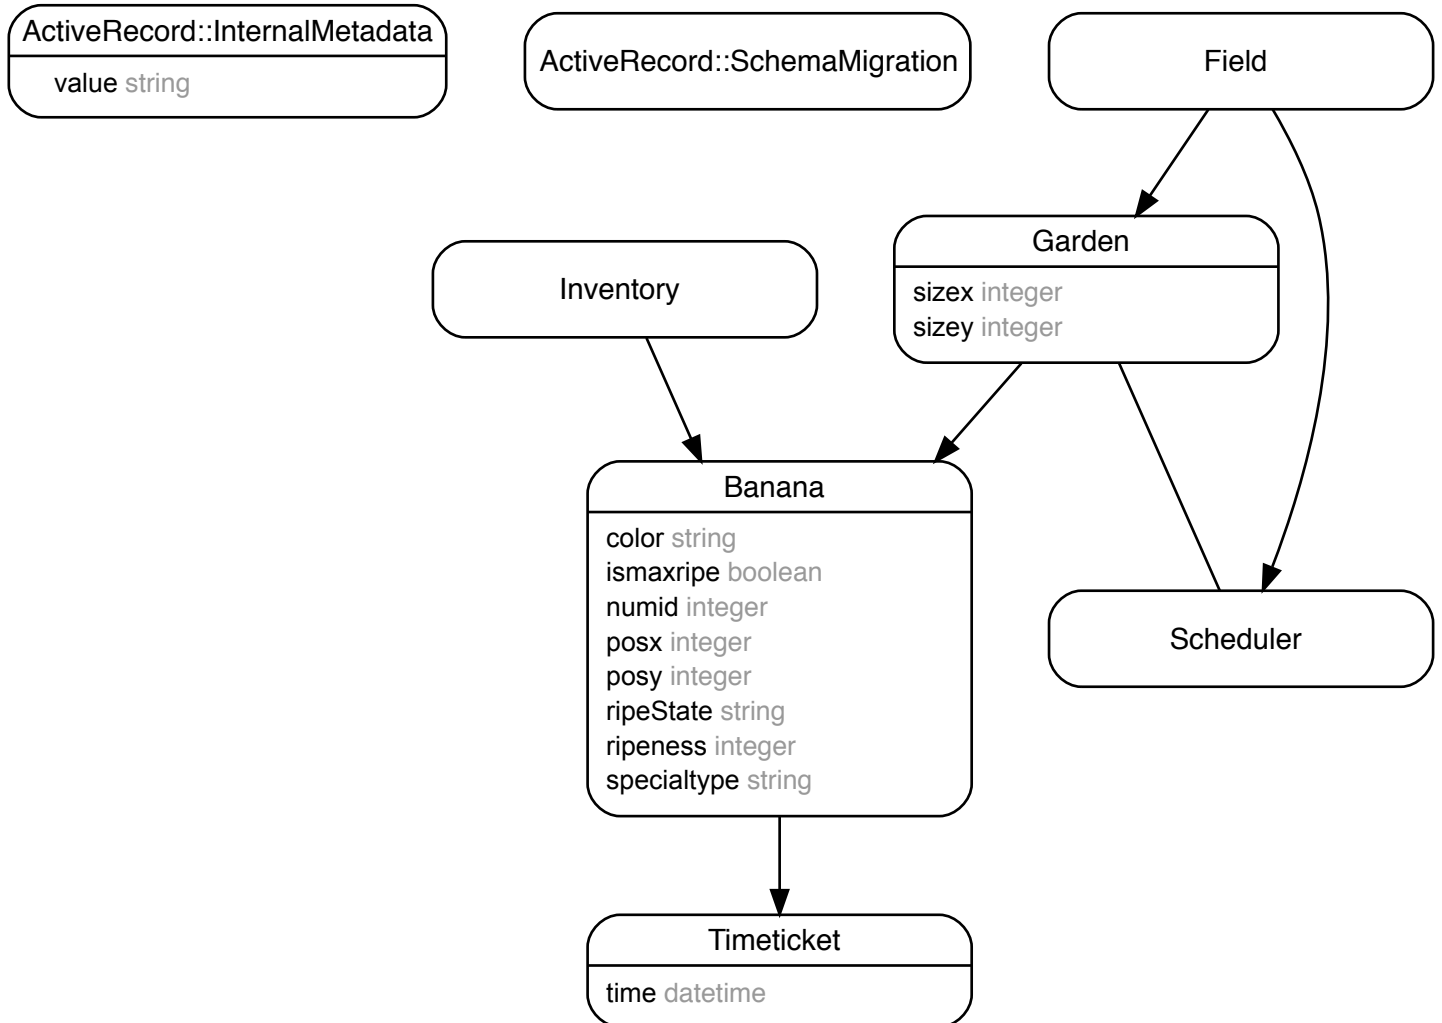 ActiveRecord::InternalMetadata
value string
ActiveRecord::SchemaMigration
Field
Garden
sizex integer
sizey integer
Inventory
Banana
color string
ismaxripe boolean
numid integer
posx integer
posy integer
ripeState string
ripeness integer
specialtype string
Scheduler
Timeticket
time datetime